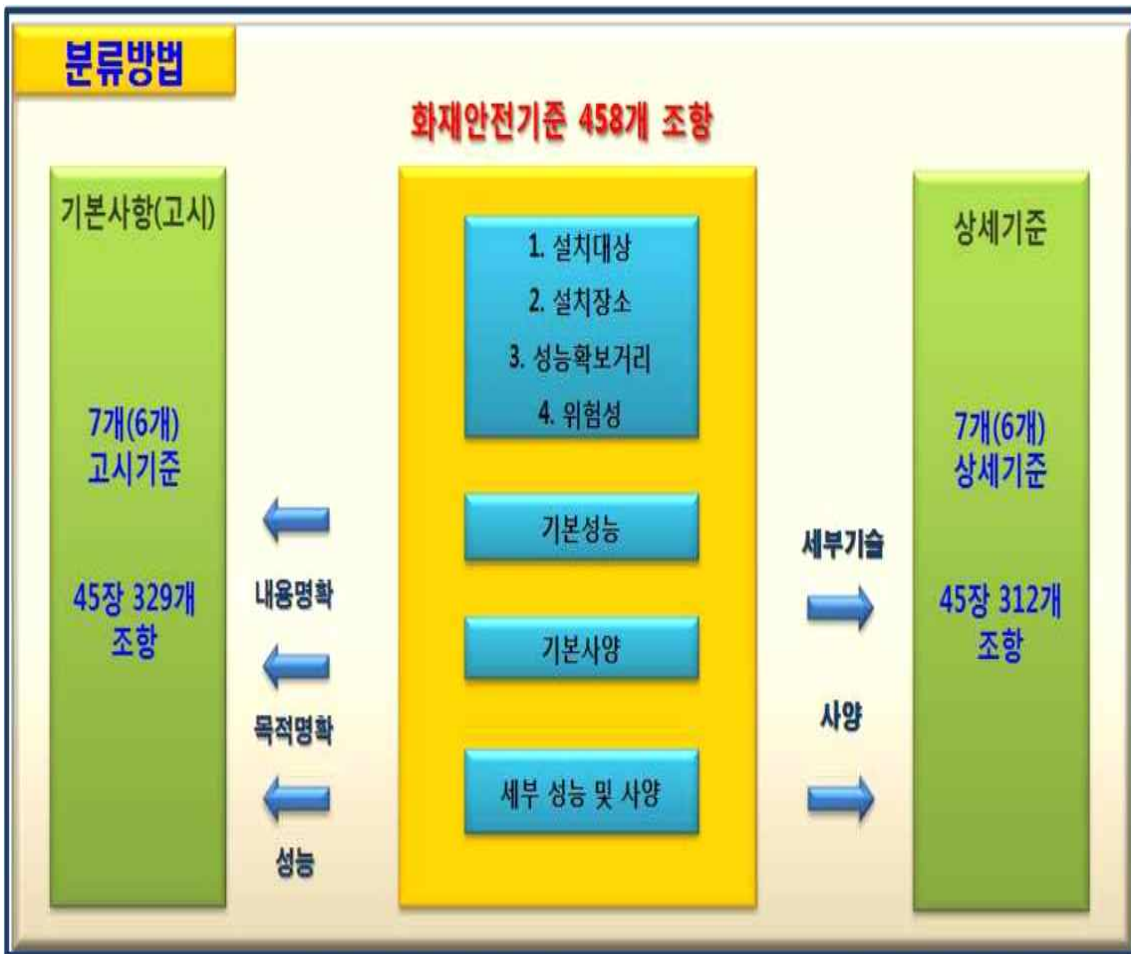 분류방법
화재안전기준 458개 조항
기본사항(고시)
7개(6개)
고시기준
45장 329개
조항
내용명확
목적명확
성능
1. 설치대상
2. 설치장소
3. 성능확보거리
4. 위험성
기본성능
기본사양
세부 성능 및 사양
세부기술
사양
상세기준
7개(6개)
상세기준
45장 312개
조항